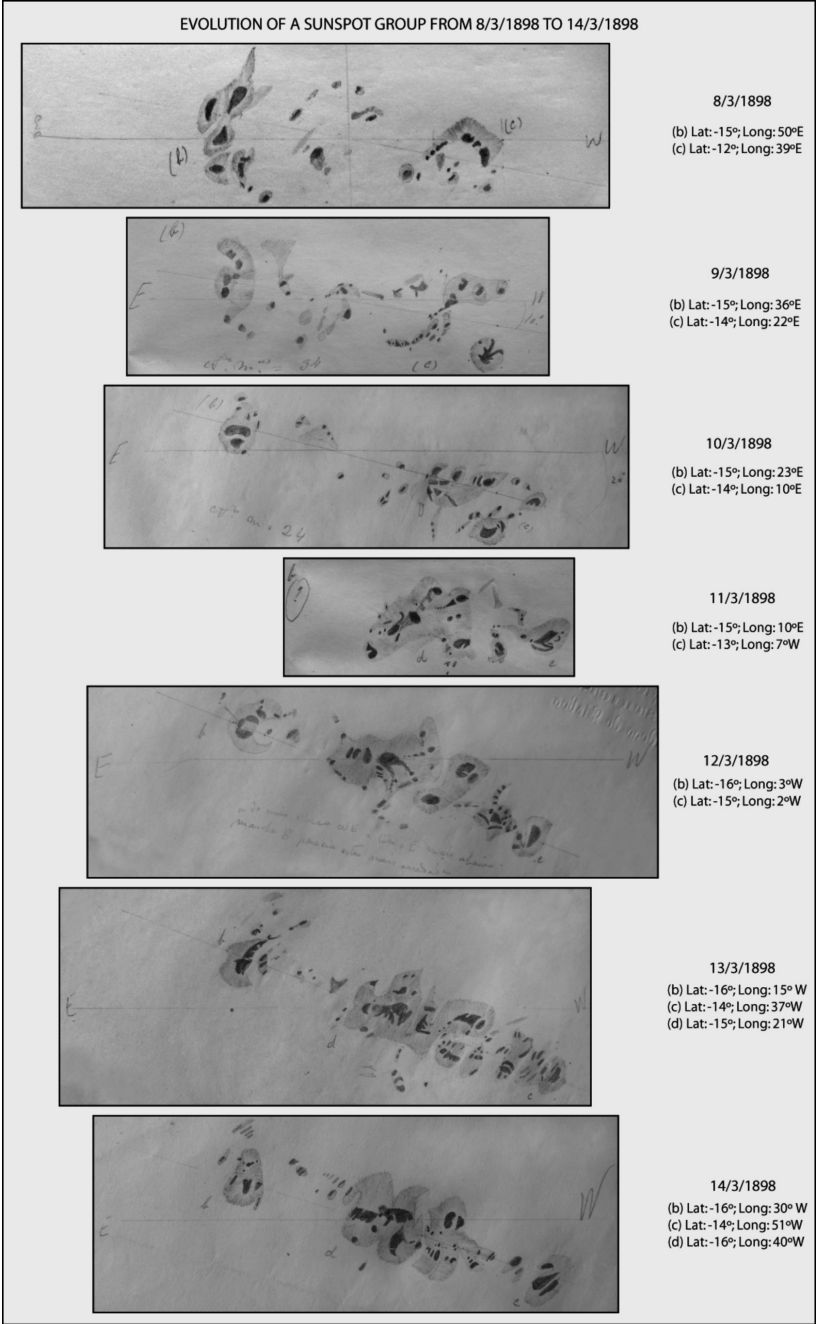 EVOLUTION OF A SUNSPOT GROUP FROM 8/3/1898 TO 14/3/1898
8/3/1898
(b) Lat: -15º; Long: 50ºE
(c) Lat: -12º; Long: 39ºE
(b)
(c)
W
9/3/1898
(b) Lat: -15º; Long: 36ºE
(c) Lat: -14º; Long: 22ºE
(b)
E
(c)
10/3/1898
(b) Lat: -15º; Long: 23ºE
(c) Lat: -14º; Long: 10ºE
(b)
E
W
(c)
11/3/1898
(b) Lat: -15º; Long: 10ºE
(c) Lat: -13º; Long: 7ºW
b
d
c
12/3/1898
(b) Lat: -16º; Long: 3ºW
(c) Lat: -15º; Long: 2ºW
b
E
W
c
13/3/1898
(b) Lat: -16º; Long: 15º W
(c) Lat: -14º; Long: 37ºW
(d) Lat: -15º; Long: 21ºW
b
E
W
d
c
14/3/1898
(b) Lat: -16º; Long: 30º W
(c) Lat: -14º; Long: 51ºW
(d) Lat: -16º; Long: 40ºW
b
E
W
d
c